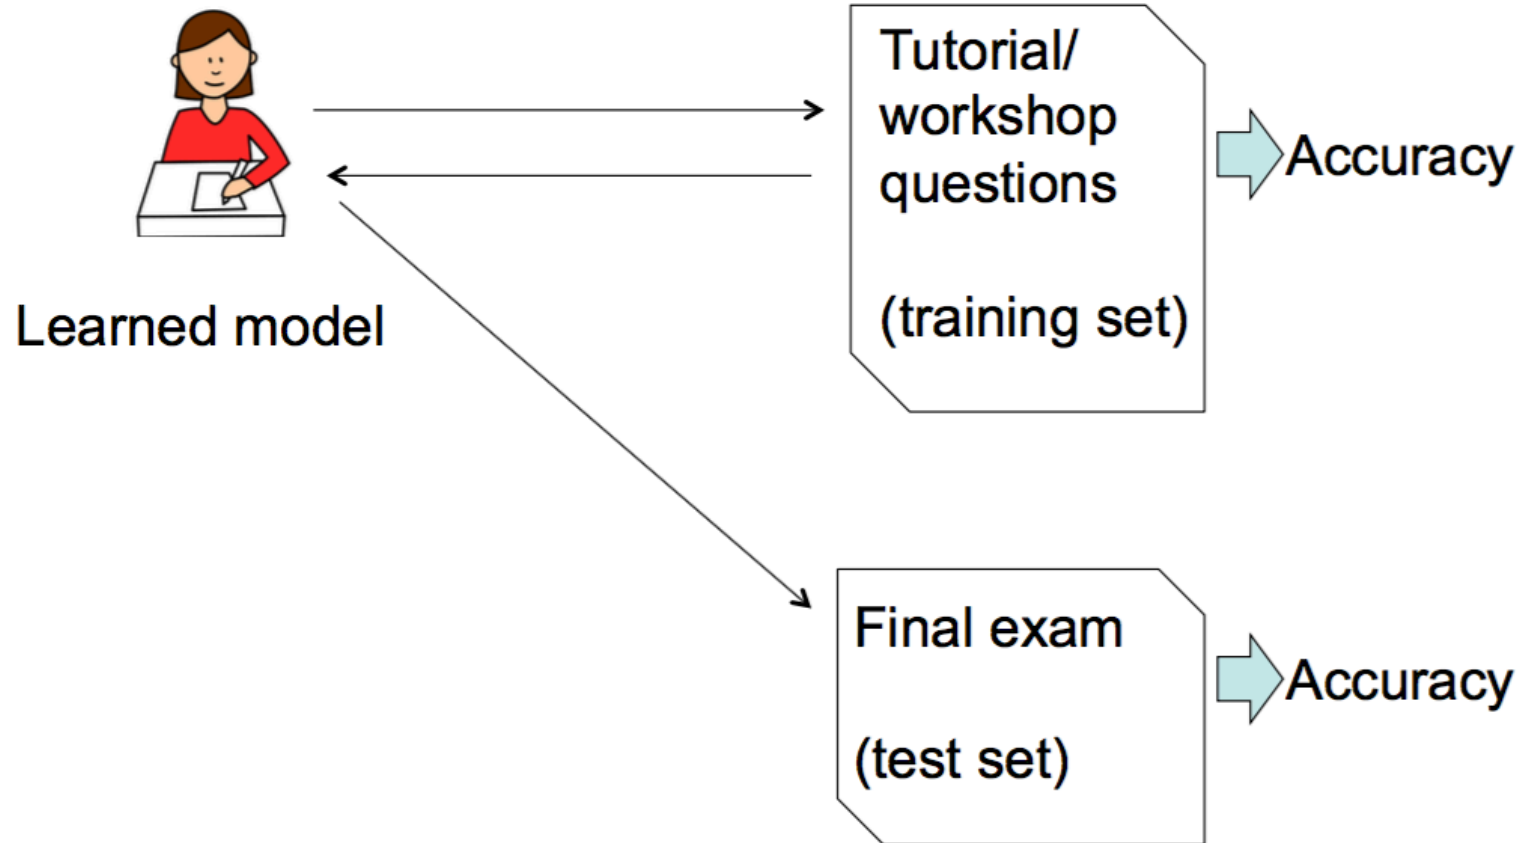 Tutorial/
workshop
questions
(training set)
Accuracy
Learned model
Final exam
(test set)
Accuracy